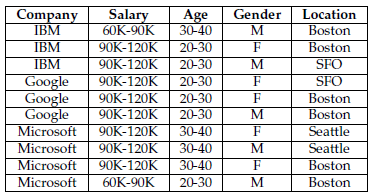 Company Salary Age Gender Location
IBM 60K-90K 30-40 M Boston
IBM 90K-120K 20-30 F Boston
IBM 90K-120K 20-30 M SFO
Google 90K-120K 20-30 F SFO
Google 90K-120K 20-30 F Boston
Google 90K-120K 20-30 M Boston
Microsoft 90K-120K 30-40 F Seattle
Microsoft 90K-120K 30-40 M Seattle
Microsoft 90K-120K 30-40 F Boston
Microsoft 60K-90K 20-30 M Boston